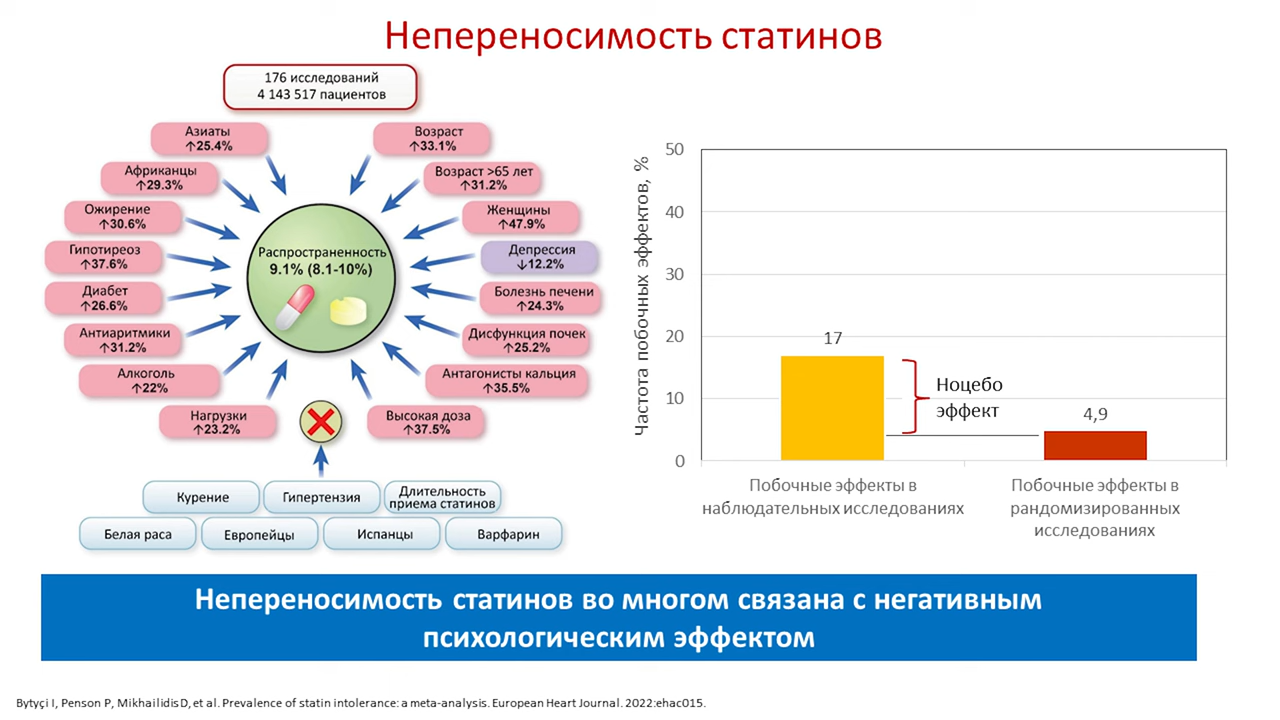 Непереносимость статинов
176 исследований
4 143 517 пациентов
Азиаты
↑25.4%
Африканцы
↑29.3%
Ожирение
↑30.6%
Гипотиреоз
↑37.6%
Диабет
↑26.6%
Антиаритмики
↑31.2%
Алкоголь
↑22%
Нагрузки
↑23.2%
Возраст
↑33.1%
Возраст >65 лет
↑31.2%
Женщины
↑47.9%
Депрессия
↓12.2%
Болезнь печени
↑24.3%
Дисфункция почек
↑25.2%
Антагонисты кальция
↑35.5%
Высокая доза
↑37.5%
Распространенность
9.1% (8.1-10%)
Курение
Гипертензия
Длительность
приема статинов
Белая раса
Европейцы
Испанцы
Варфарин
Частота побочных эффектов, %
50
40
30
20
10
0
17
4,9
Ноцебо
эффект
Побочные эффекты в
наблюдательных исследованиях
Побочные эффекты в
рандомизированных
исследованиях
Непереносимость статинов во многом связана с негативным
психологическим эффектом
Bytyçi I, Penson P, Mikhailidis D, et al. Prevalence of statin intolerance: a meta-analysis. European Heart Journal. 2022:ehac015.